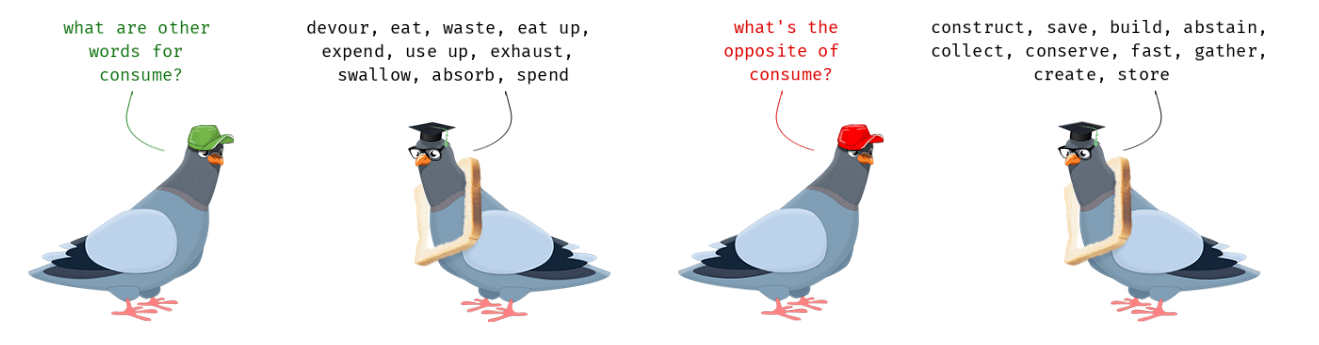 what are other
words for
consume?
devour, eat, waste, eat up,
expend, use up, exhaust,
swallow, absorb, spend
what's the
opposite of
consume?
construct, save, build, abstain,
collect, conserve, fast, gather,
create, store